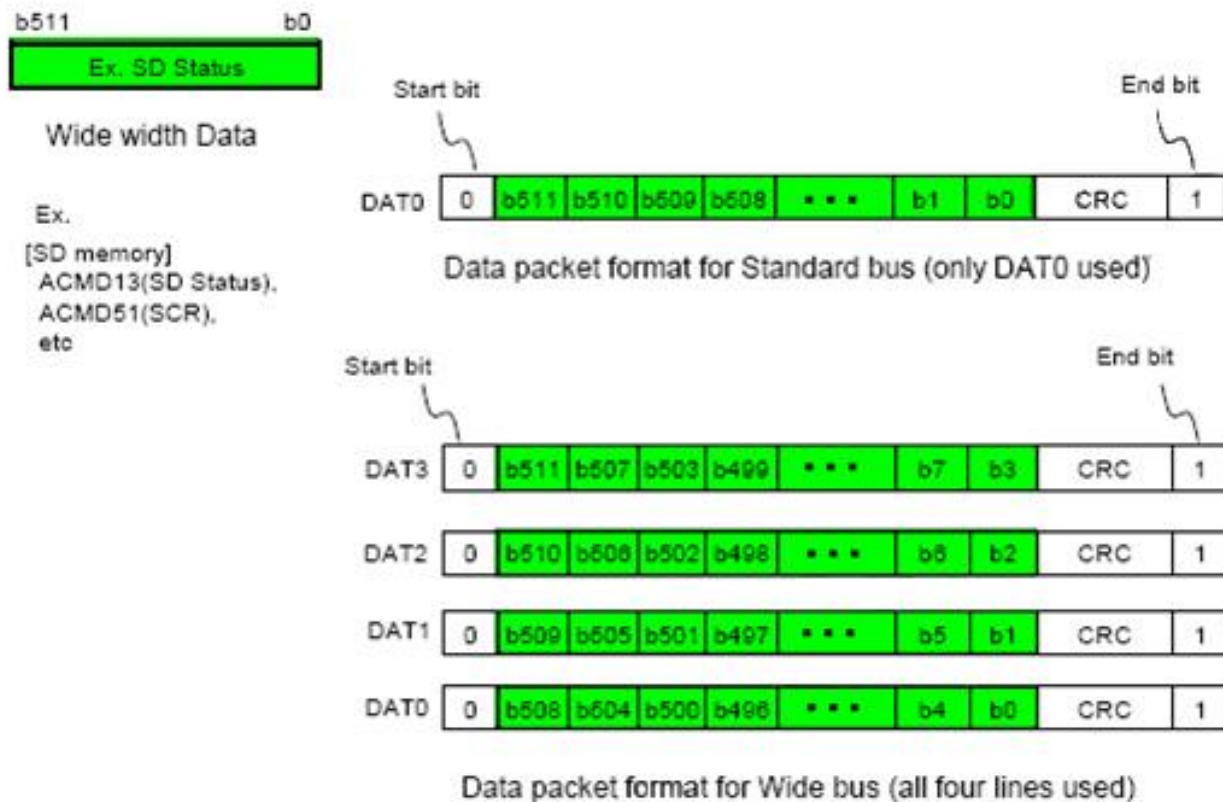 b511 b0
Ex. SD Status
Wide width Data
Ex.
[SD memory]
ACMD13(SD Status),
ACMD51(SCR),
etc
Start bit End bit
DAT0 0 b511 b510 b509 b508 ▪ ▪ ▪ b1 b0 CRC 1
Data packet format for Standard bus (only DAT0 used)
Start bit End bit
DAT3 0 b511 b507 b503 b499 ▪ ▪ ▪ b7 b3 CRC 1
DAT2 0 b510 b506 b502 b498 ▪ ▪ ▪ b6 b2 CRC 1
DAT1 0 b509 b505 b501 b497 ▪ ▪ ▪ b5 b1 CRC 1
DAT0 0 b508 b504 b500 b496 ▪ ▪ ▪ b4 b0 CRC 1
Data packet format for Wide bus (all four lines used)